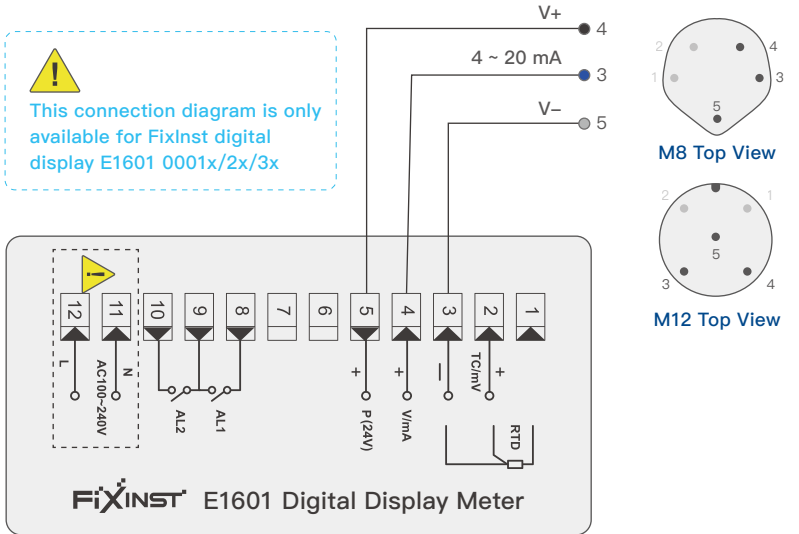 This connection diagram is only
available for FixInst digital
display E1601 0001x/2x/3x
V+
4
4 ~ 20 mA
3
V–
5
2
4
1
3
5
M8 Top View
2
1
5
3
4
M12 Top View
12
11
10
9
8
7
6
5
4
3
2
1
L
N
AC100~240V
AL2
AL1
+
P (24V)
+
V/mA
—
TC/mV
+
RTD
FiXINST E1601 Digital Display Meter